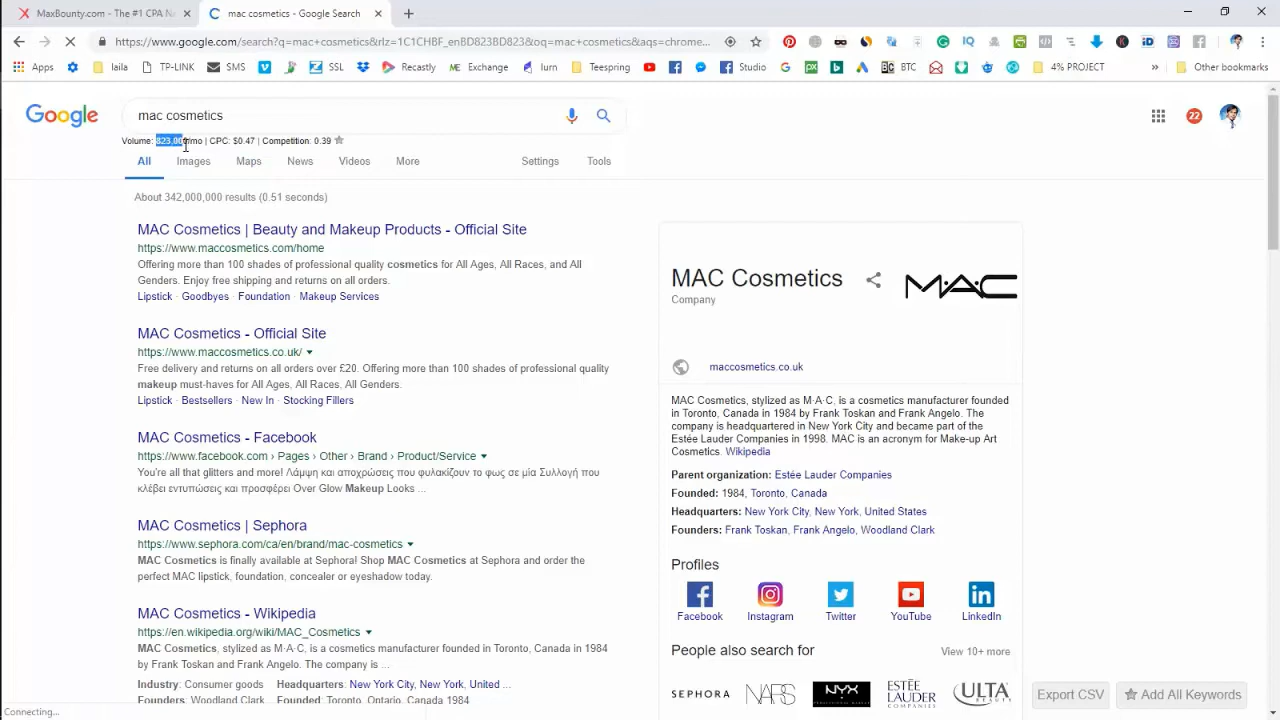 MaxBounty.com - The #1 CPA N
mac cosmetics - Google Search
https://www.google.com/search?q=mac+cosmetics&rlz=1C1CHBF_enBD823BD823&oq=mac+cosmetics&aqs=chrome...
Apps laila TP-LINK SMS SSL Recastly Exchange lurn Teespring Studio BTC 4% PROJECT » Other bookmarks
Google mac cosmetics 22
Volume: 823,000/mo | CPC: $0.47 | Competition: 0.39
All Images Maps News Videos More Settings Tools
About 342,000,000 results (0.51 seconds)
MAC Cosmetics | Beauty and Makeup Products - Official Site
https://www.maccosmetics.com/home
Offering more than 100 shades of professional quality cosmetics for All Ages, All Races, and All
Genders. Enjoy free shipping and returns on all orders.
Lipstick · Goodbyes · Foundation · Makeup Services
MAC Cosmetics - Official Site
https://www.maccosmetics.co.uk/
Free delivery and returns on all orders over £20. Offering more than 100 shades of professional quality
makeup must-haves for All Ages, All Races, All Genders.
Lipstick · Bestsellers · New In · Stocking Fillers
MAC Cosmetics - Facebook
https://www.facebook.com › Pages › Other › Brand › Product/Service
You're all that glitters and more! Λάμψη και αποχρώσεις που φυλακίζουν το φως σε μία Συλλογή που
κλέβει εντυπώσεις και προσφέρει Over Glow Makeup Looks ...
MAC Cosmetics | Sephora
https://www.sephora.com/ca/en/brand/mac-cosmetics
MAC Cosmetics is finally available at Sephora! Shop MAC Cosmetics at Sephora and order the
perfect MAC lipstick, foundation, concealer or eyeshadow today.
MAC Cosmetics - Wikipedia
https://en.wikipedia.org/wiki/MAC_Cosmetics
MAC Cosmetics, stylized as M·A·C, is a cosmetics manufacturer founded in Toronto, Canada in 1984
by Frank Toskan and Frank Angelo. The company is ...
Industry: Consumer goods Headquarters: New York City, New York, United ...
Founders: Woodland Clark Founded: Toronto, Ontario, Canada 1984
Connecting...
MAC Cosmetics
Company
M·A·C
maccosmetics.co.uk
MAC Cosmetics, stylized as M·A·C, is a cosmetics manufacturer founded
in Toronto, Canada in 1984 by Frank Toskan and Frank Angelo. The
company is headquartered in New York City and became part of the
Estée Lauder Companies in 1998. MAC is an acronym for Make-up Art
Cosmetics. Wikipedia
Parent organization: Estée Lauder Companies
Founded: 1984, Toronto, Canada
Headquarters: New York City, New York, United States
Founders: Frank Toskan, Frank Angelo, Woodland Clark
Profiles
Facebook Instagram Twitter YouTube LinkedIn
People also search for View 10+ more
SEPHORA NARS NYX ESTĒE LAUDER COMPANIES ULTA
Export CSV Add All Keywords